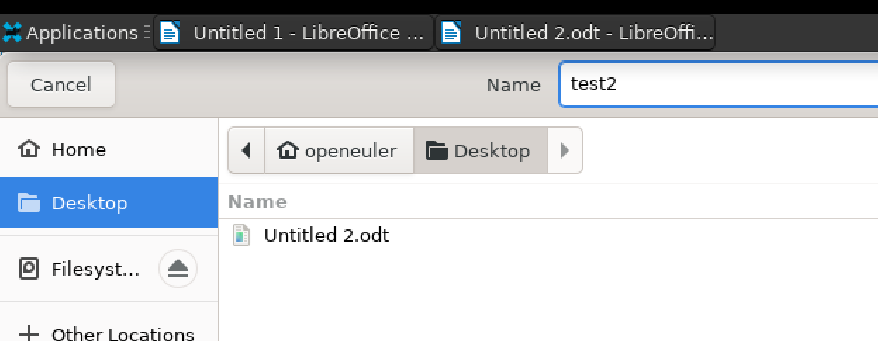 Applications Untitled 1 - LibreOffice ... Untitled 2.odt - LibreOffi...
Cancel Name test2
Home
Desktop
Filesyst...
Other Locations
openeuler Desktop
Name
Untitled 2.odt